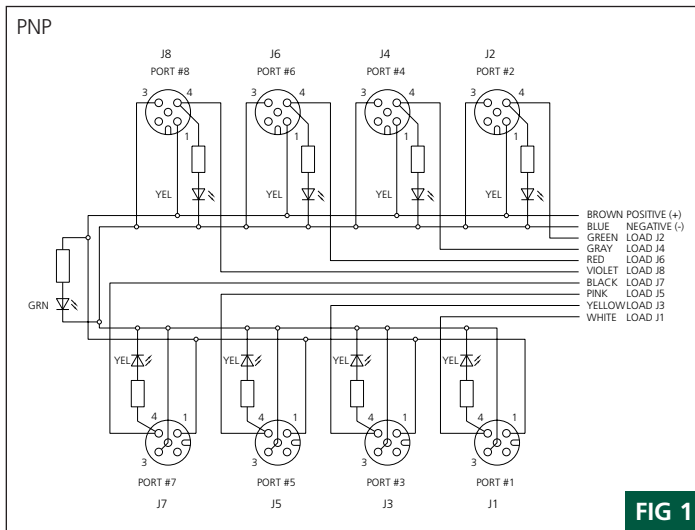 PNP
J8 J6 J4 J2
PORT #8 PORT #6 PORT #4 PORT #2
3 4 3 4 3 4 3 4
1 1 1 1
YEL YEL YEL YEL
BROWN POSITIVE (+)
BLUE NEGATIVE (-)
GREEN LOAD J2
GRAY LOAD J4
RED LOAD J6
VIOLET LOAD J8
BLACK LOAD J7
PINK LOAD J5
YELLOW LOAD J3
WHITE LOAD J1
GRN
YEL YEL YEL YEL
4 1 4 1 4 1 4 1
3 3 3 3
PORT #7 PORT #5 PORT #3 PORT #1
J7 J5 J3 J1
FIG 1